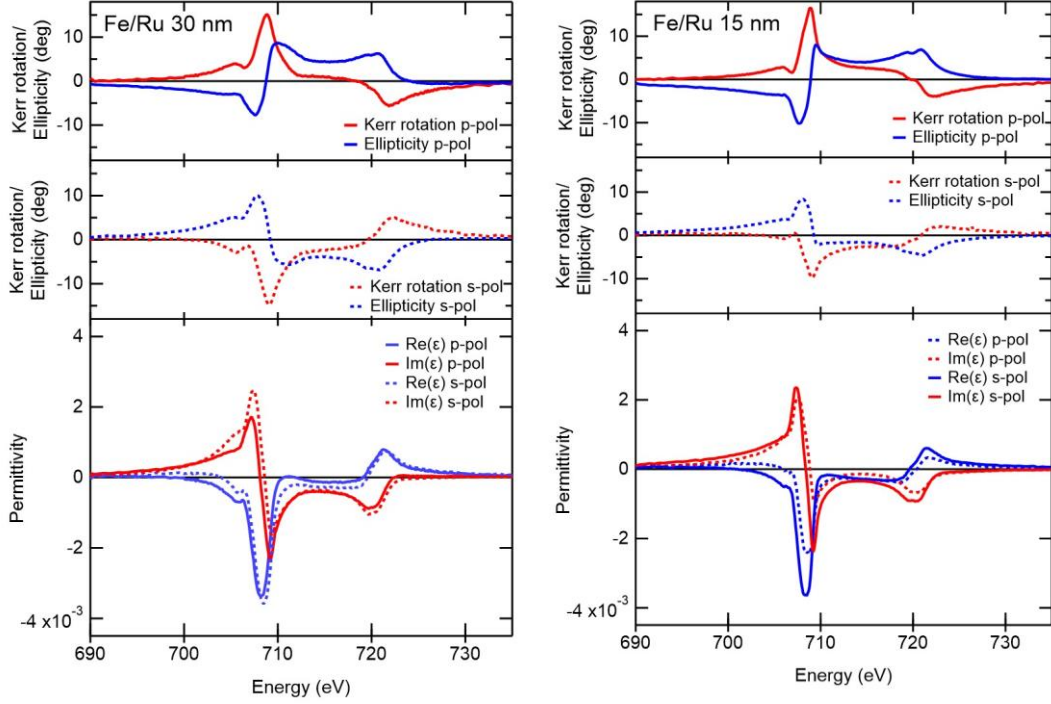 Fe/Ru 30 nm
Kerr rotation/
Ellipticity (deg)
10
0
-10
Kerr rotation p-pol
Ellipticity p-pol
Kerr rotation/
Ellipticity (deg)
10
0
-10
Kerr rotation s-pol
Ellipticity s-pol
Permittivity
4
2
0
-2
-4 x10⁻³
Re(ε) p-pol
Im(ε) p-pol
Re(ε) s-pol
Im(ε) s-pol
690 700 710 720 730
Energy (eV)
Fe/Ru 15 nm
Kerr rotation/
Ellipticity (deg)
10
0
-10
Kerr rotation p-pol
Ellipticity p-pol
Kerr rotation/
Ellipticity (deg)
10
0
-10
Kerr rotation s-pol
Ellipticity s-pol
Permittivity
4
2
0
-2
-4 x10⁻³
Re(ε) p-pol
Im(ε) p-pol
Re(ε) s-pol
Im(ε) s-pol
690 700 710 720 730
Energy (eV)